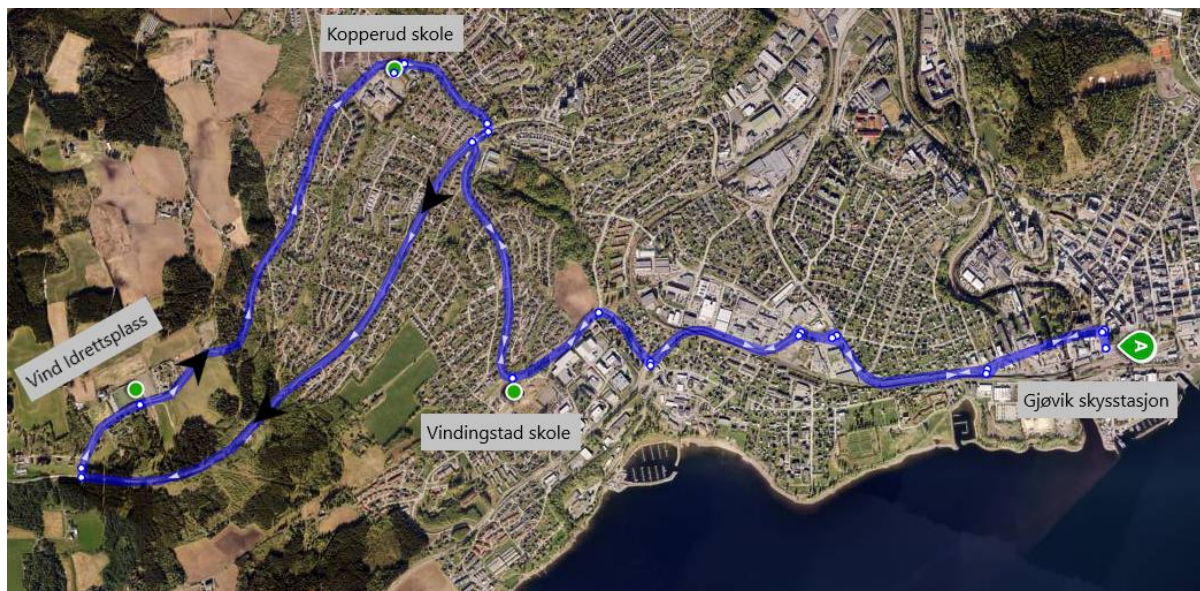 Kopperud skole
Vind Idrettsplass
Vindingstad skole
Gjøvik skysstasjon
A